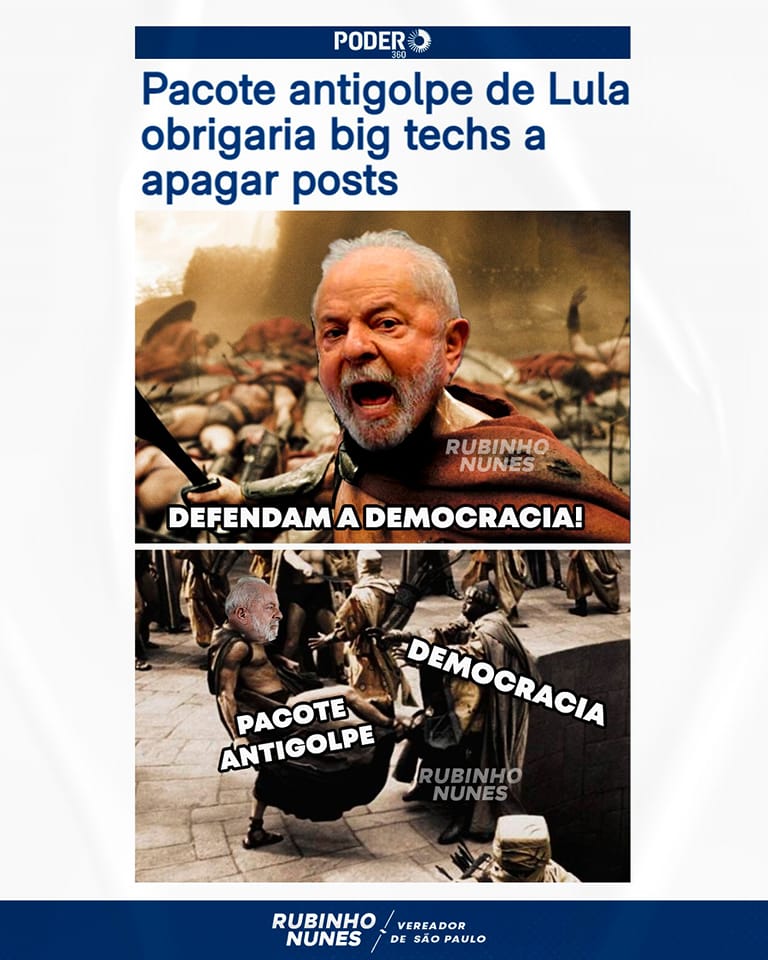 PODER
360
Pacote antigolpe de Lula
obrigaria big techs a
apagar posts
RUBINHO
NUNES
DEFENDAM A DEMOCRACIA!
DEMOCRACIA
PACOTE
ANTIGOLPE
RUBINHO
NUNES
RUBINHO
NUNES
VEREADOR
DE SÃO PAULO